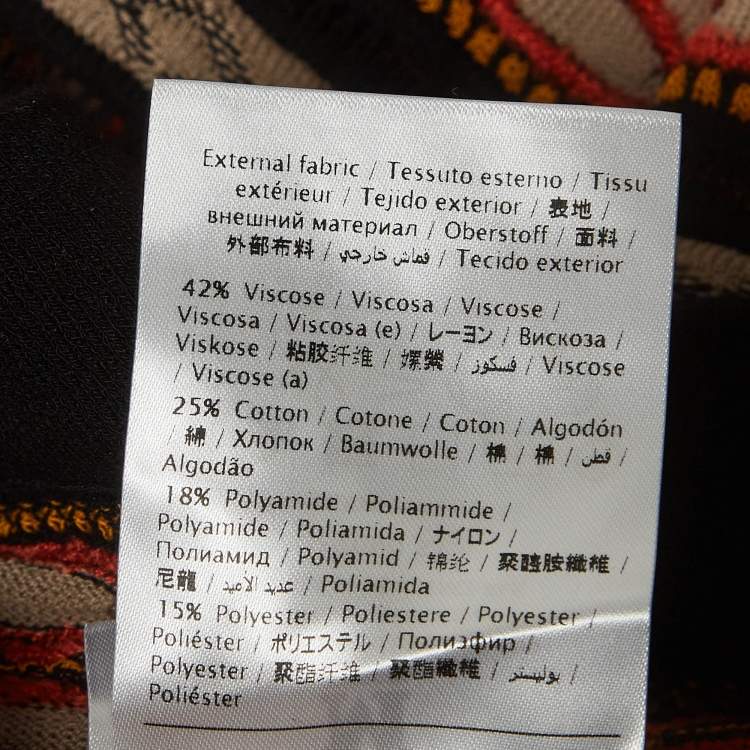 External fabric / Tessuto esterno / Tissu
extérieur / Tejido exterior / 表地 /
внешний материал / Oberstoff / 面料 /
外部布料 / قماش خارجي / Tecido exterior
42% Viscose / Viscosa / Viscose /
Viscosa / Viscosa (e) / レーヨン / Вискоза /
Viskose / 粘胶纤维 / 嫘縈 / فسكوز / Viscose
/ Viscose (a)
25% Cotton / Cotone / Coton / Algodón
/ 綿 / Хлопок / Baumwolle / 棉 / 棉 / قطن /
Algodão
18% Polyamide / Poliammide /
Polyamide / Poliamida / ナイロン /
Полиамид / Polyamid / 锦纶 / 聚醯胺纖維 /
尼龍 / عديد الاميد / Poliamida
15% Polyester / Poliestere / Polyester /
Poliéster / ポリエステル / Полиэфир /
Polyester / 聚酯纤维 / 聚酯纖維 / بوليستر /
Poliéster